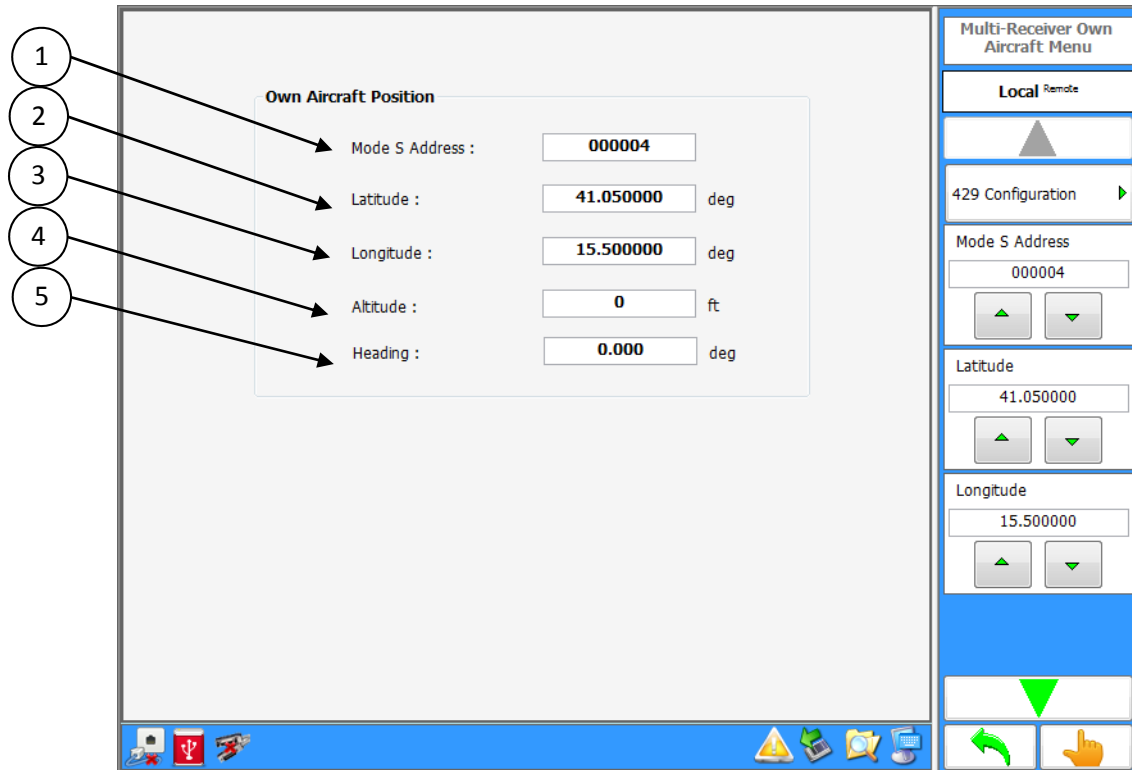 1
2
3
4
5
Own Aircraft Position
Mode S Address : 000004
Latitude : 41.050000 deg
Longitude : 15.500000 deg
Altitude : 0 ft
Heading : 0.000 deg
Multi-Receiver Own
Aircraft Menu
Local Remote
429 Configuration
Mode S Address
000004
Latitude
41.050000
Longitude
15.500000